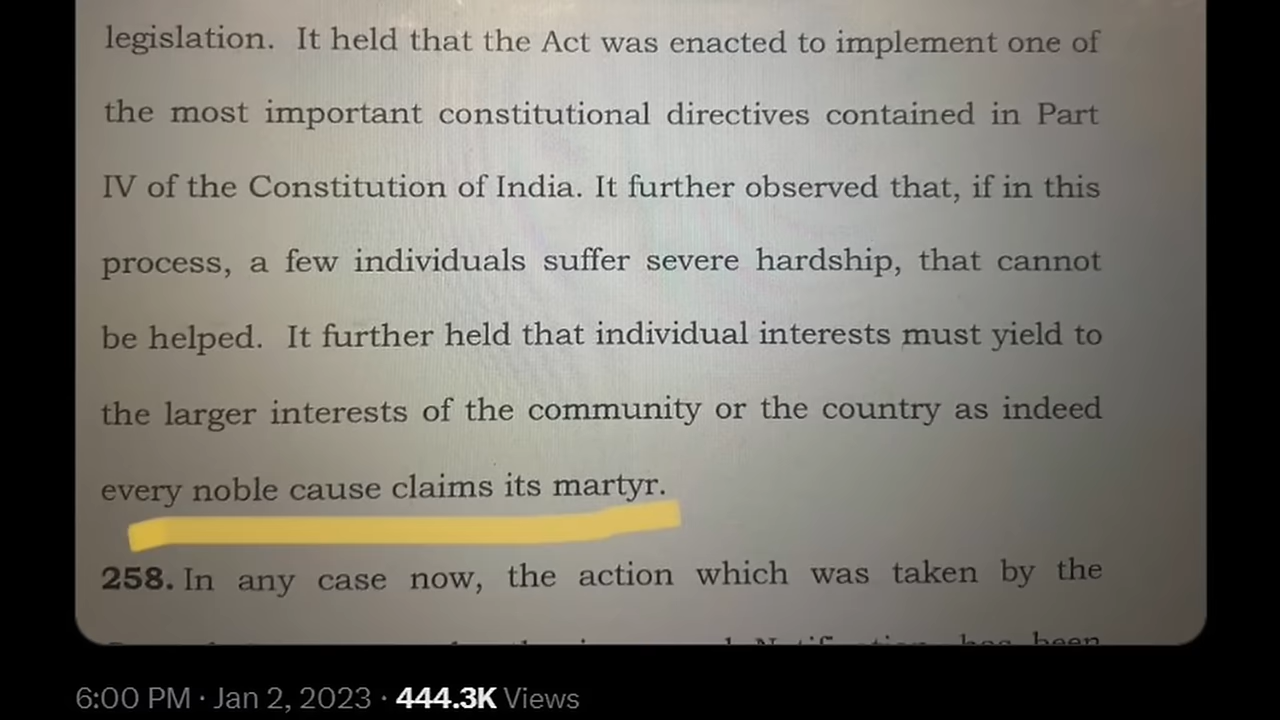 legislation. It held that the Act was enacted to implement one of
the most important constitutional directives contained in Part
IV of the Constitution of India. It further observed that, if in this
process, a few individuals suffer severe hardship, that cannot
be helped. It further held that individual interests must yield to
the larger interests of the community or the country as indeed
every noble cause claims its martyr.
258. In any case now, the action which was taken by the
been
6:00 PM · Jan 2, 2023 · 444.3K Views